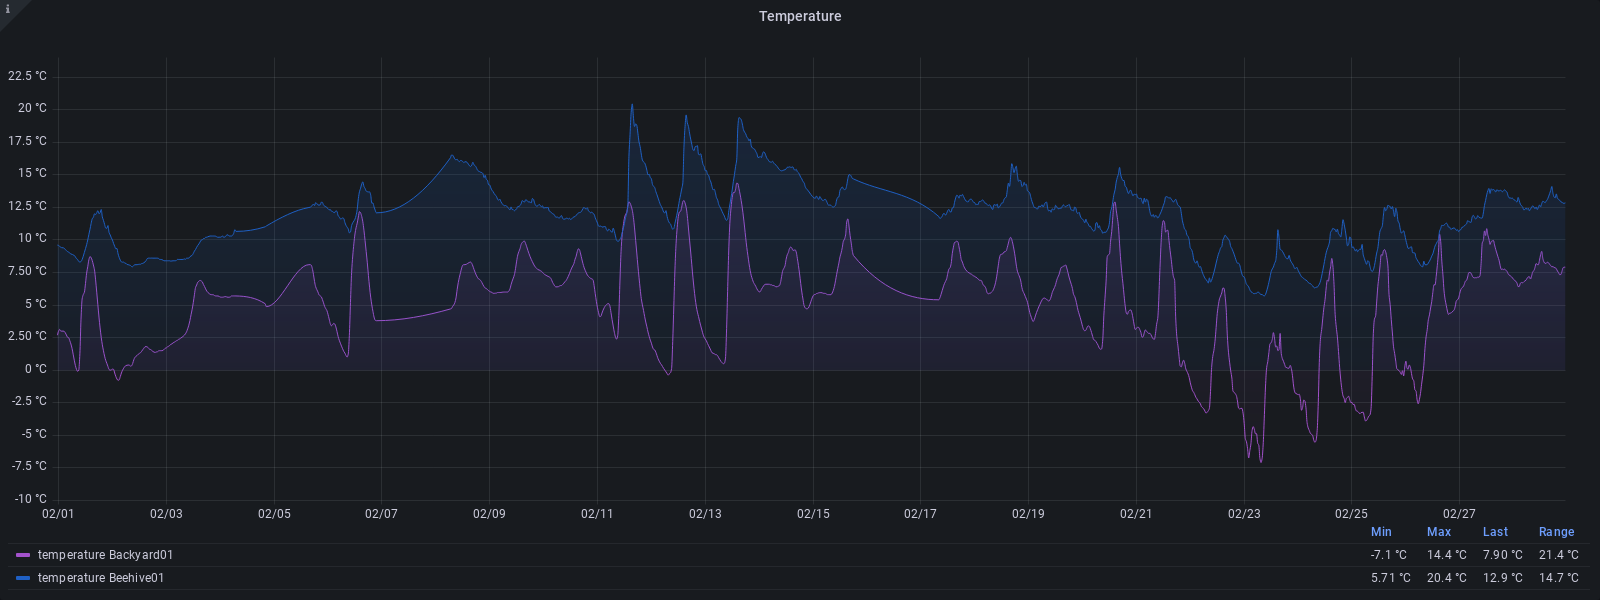 i
Temperature
22.5 °C
20 °C
17.5 °C
15 °C
12.5 °C
10 °C
7.50 °C
5 °C
2.50 °C
0 °C
-2.5 °C
-5 °C
-7.5 °C
-10 °C
02/01 02/03 02/05 02/07 02/09 02/11 02/13 02/15 02/17 02/19 02/21 02/23 02/25 02/27
Min Max Last Range
temperature Backyard01 -7.1 °C 14.4 °C 7.90 °C 21.4 °C
temperature Beehive01 5.71 °C 20.4 °C 12.9 °C 14.7 °C